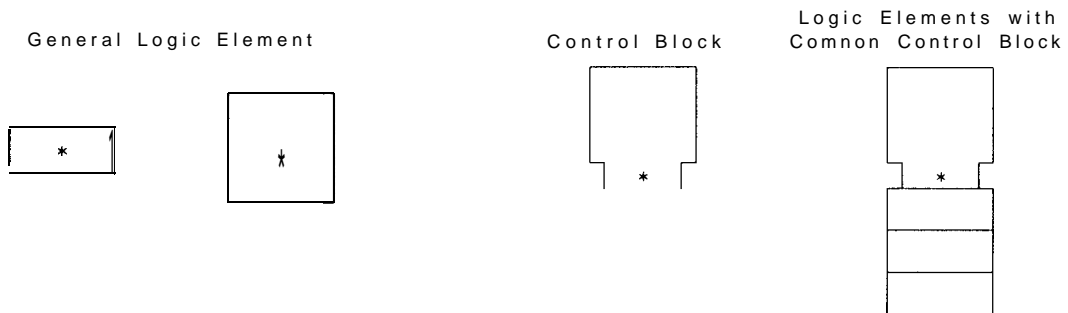 General Logic Element
*
*
Control Block
*
Logic Elements with
Comnon Control Block
*